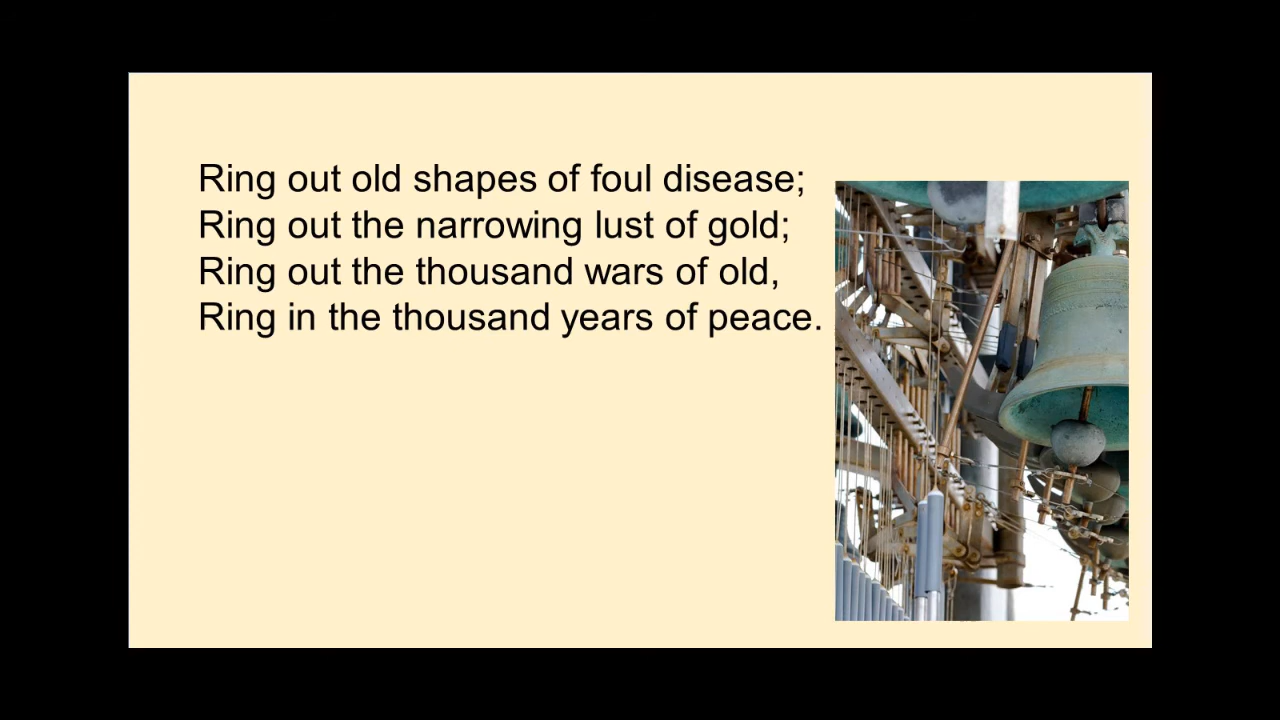 Ring out old shapes of foul disease;
Ring out the narrowing lust of gold;
Ring out the thousand wars of old,
Ring in the thousand years of peace.